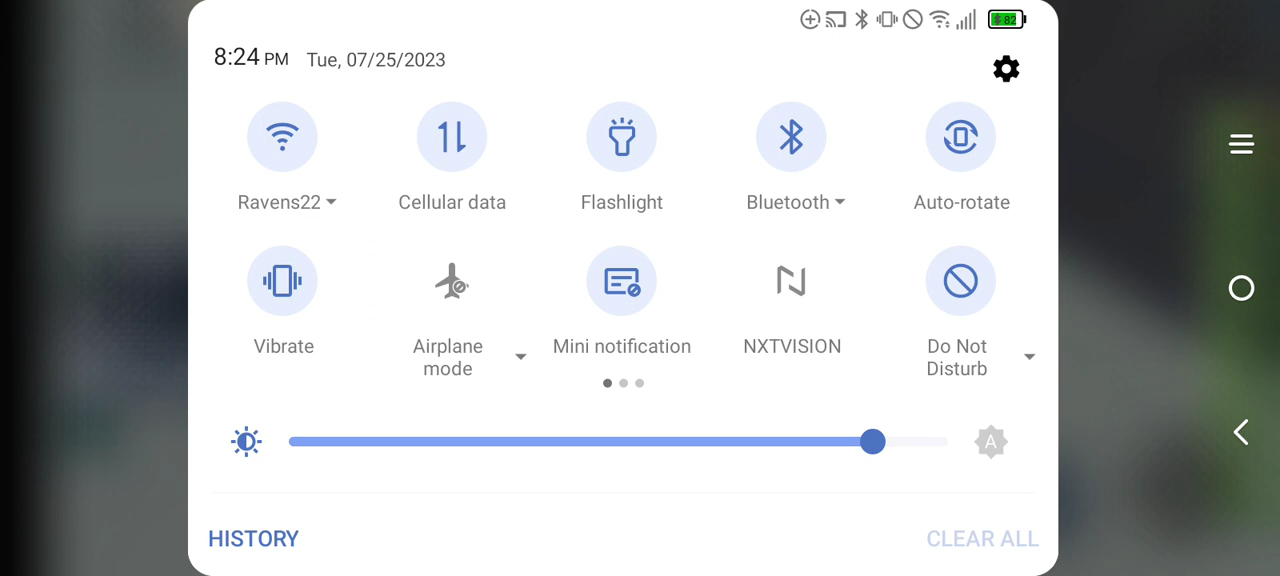 82
8:24 PM Tue, 07/25/2023
Ravens22 Cellular data Flashlight Bluetooth Auto-rotate
Vibrate Airplane mode Mini notification NXTVISION Do Not Disturb
A
HISTORY CLEAR ALL